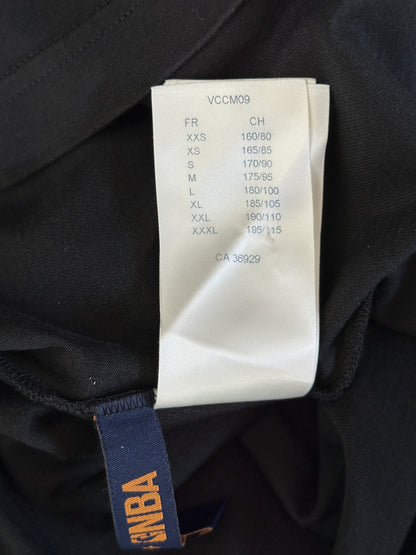 VCCM09
FR CH
XXS 160/80
XS 165/85
S 170/90
M 175/95
L 180/100
XL 185/105
XXL 190/110
XXXL 195/115
CA 36929
NBA